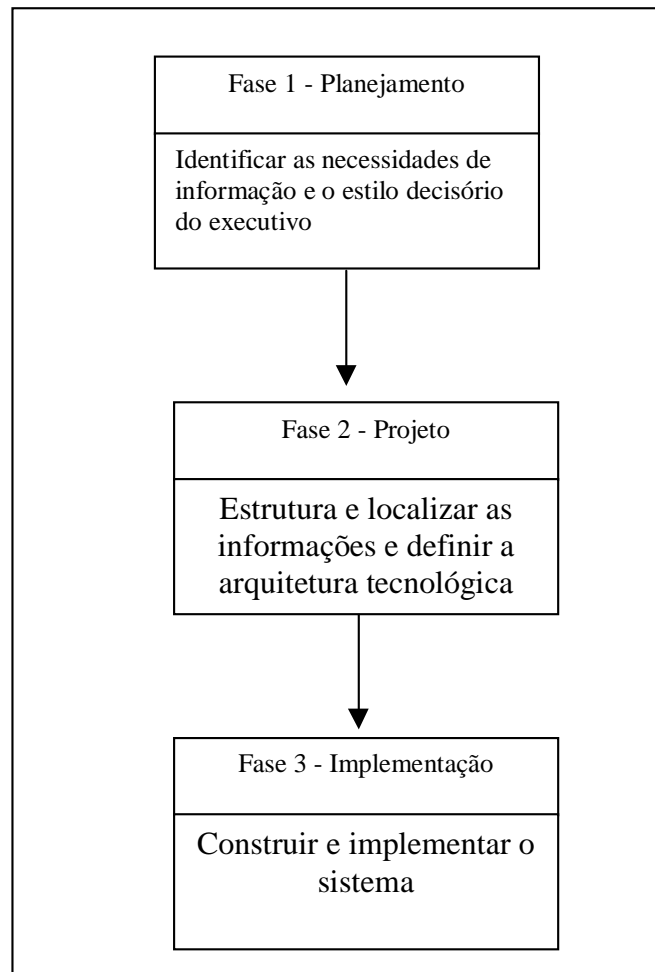 Fase 1 - Planejamento
Identificar as necessidades de
informação e o estilo decisório
do executivo
Fase 2 - Projeto
Estrutura e localizar as
informações e definir a
arquitetura tecnológica
Fase 3 - Implementação
Construir e implementar o
sistema